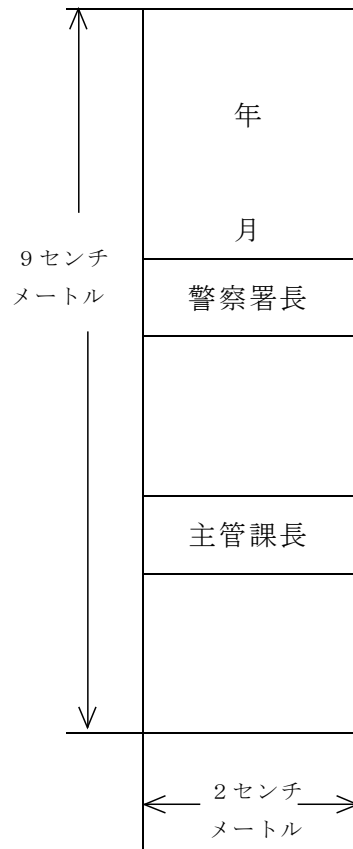 年
月
９センチ
メートル
警察署長
主管課長
２センチ
メートル